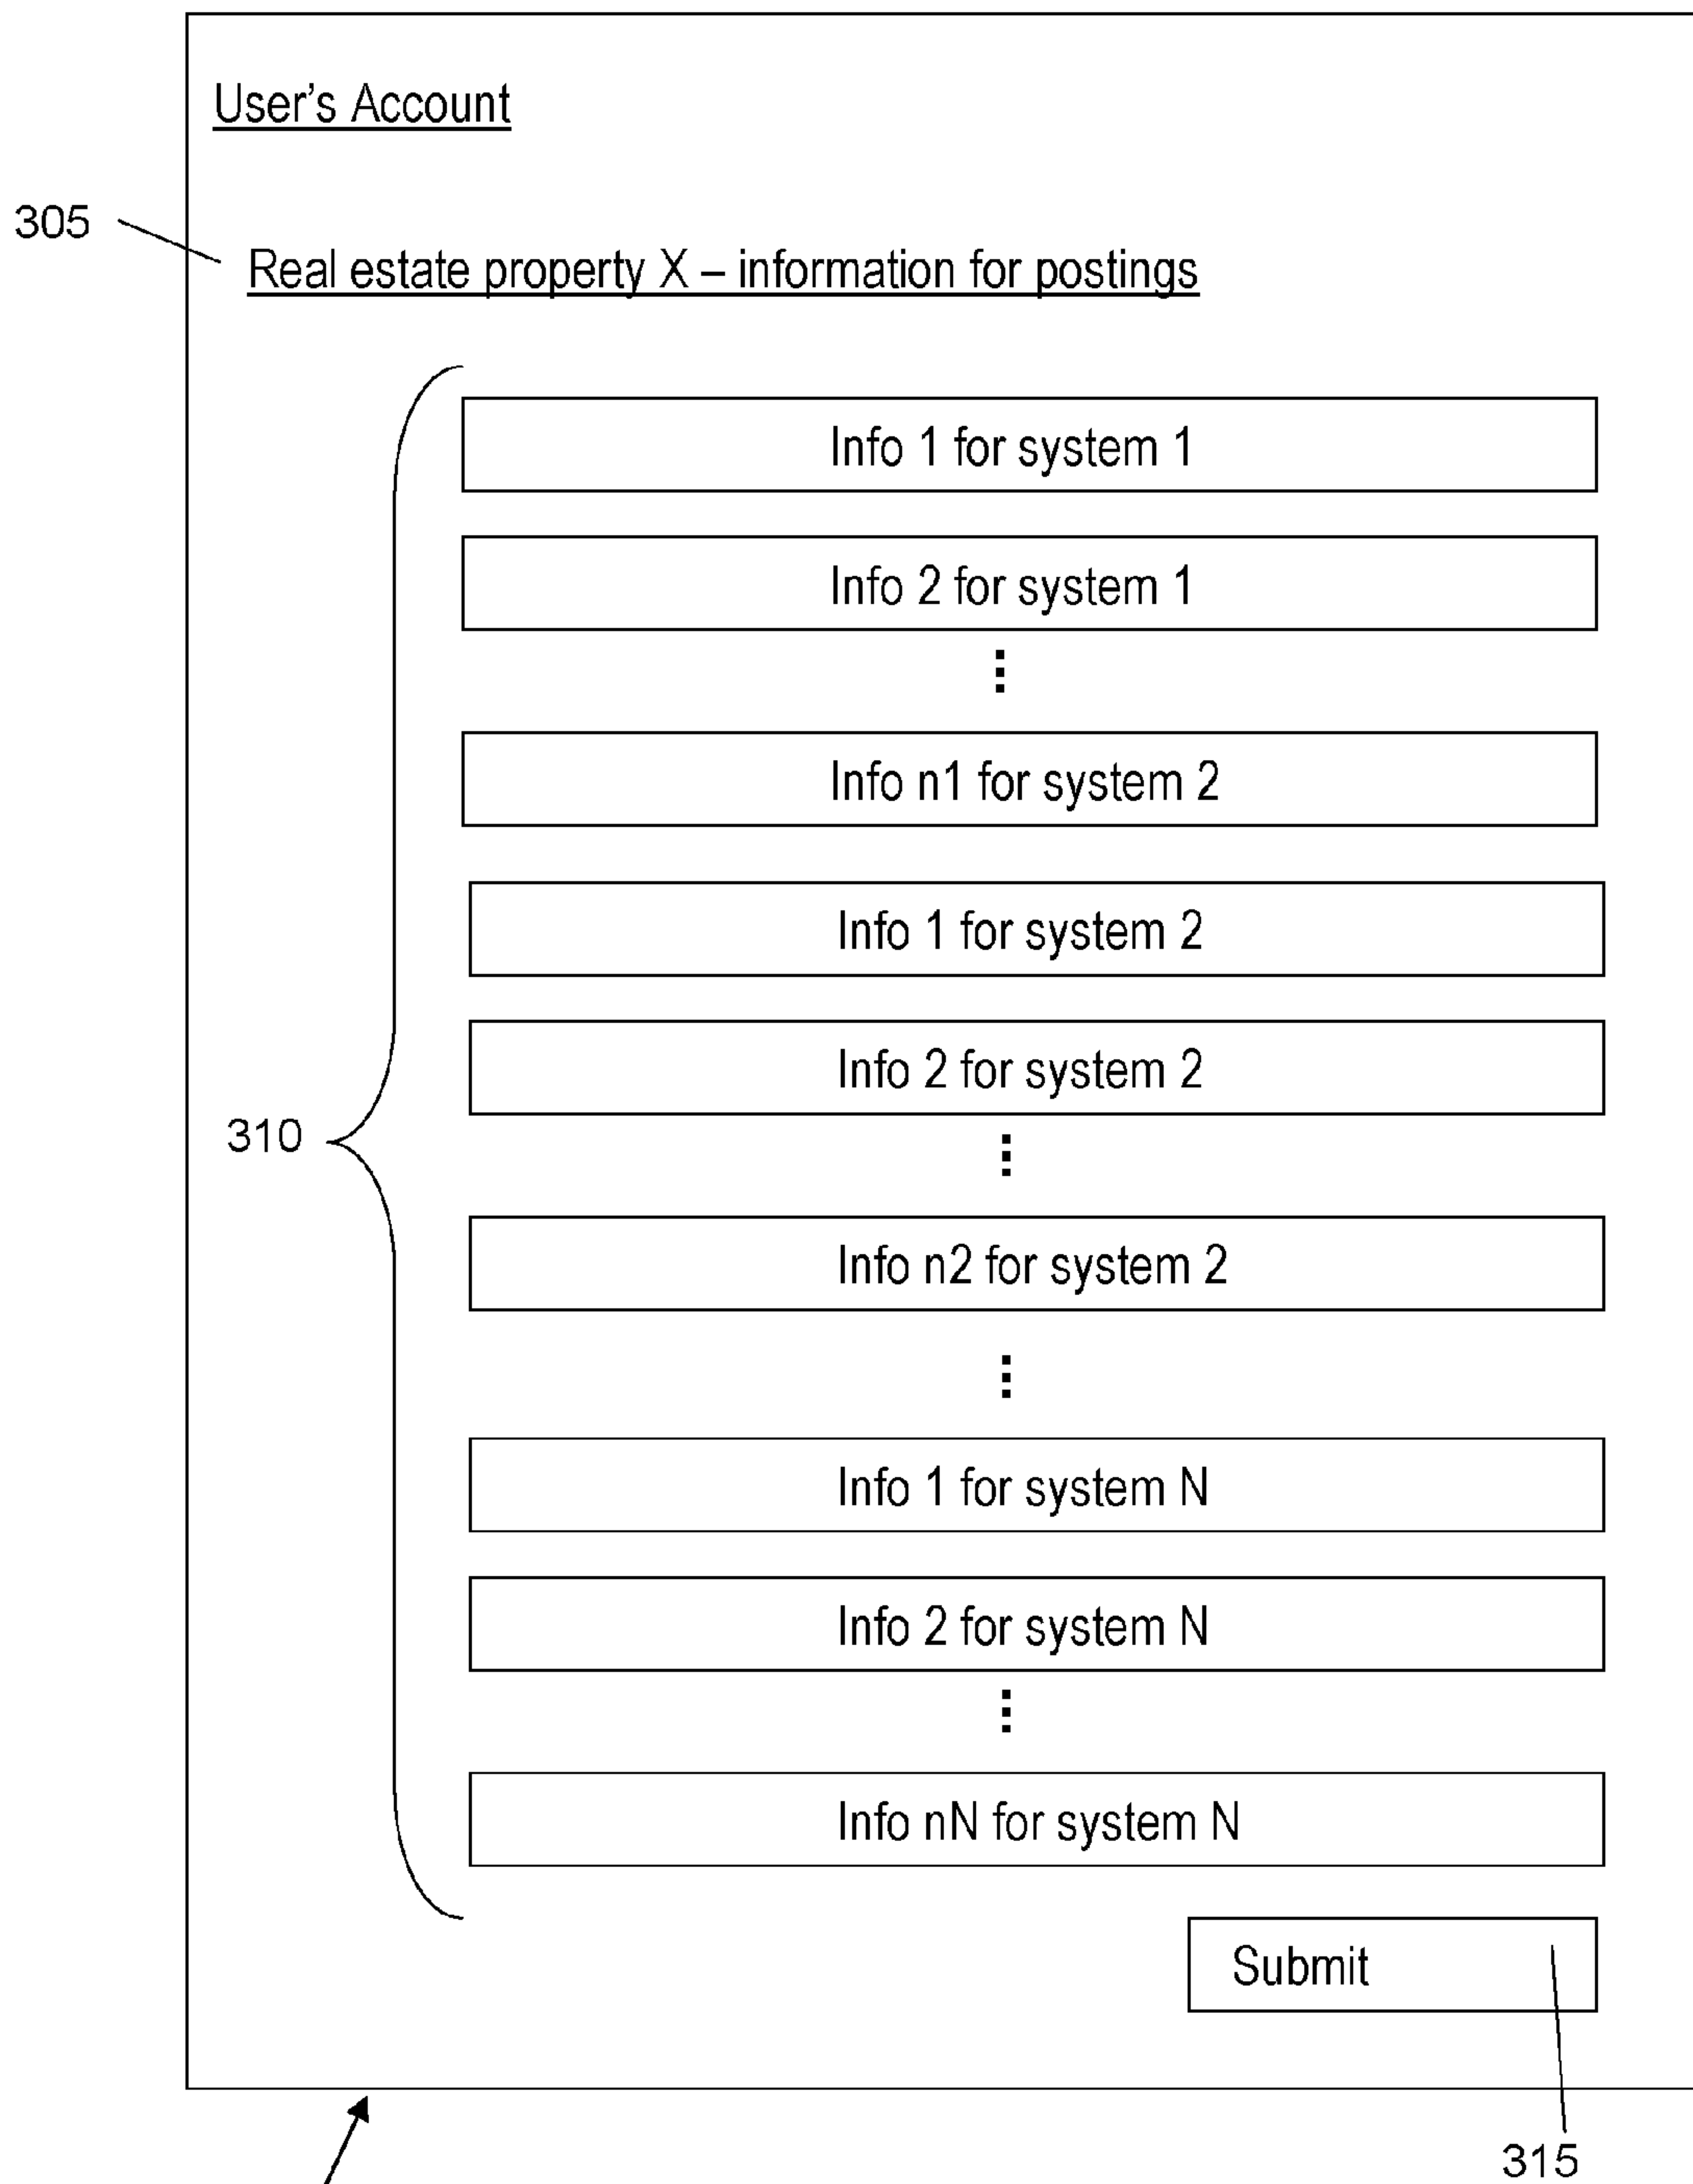 User's Account
305
Real estate property X – information for postings
Info 1 for system 1
Info 2 for system 1
Info n1 for system 2
Info 1 for system 2
Info 2 for system 2
310
Info n2 for system 2
Info 1 for system N
Info 2 for system N
Info nN for system N
Submit
315